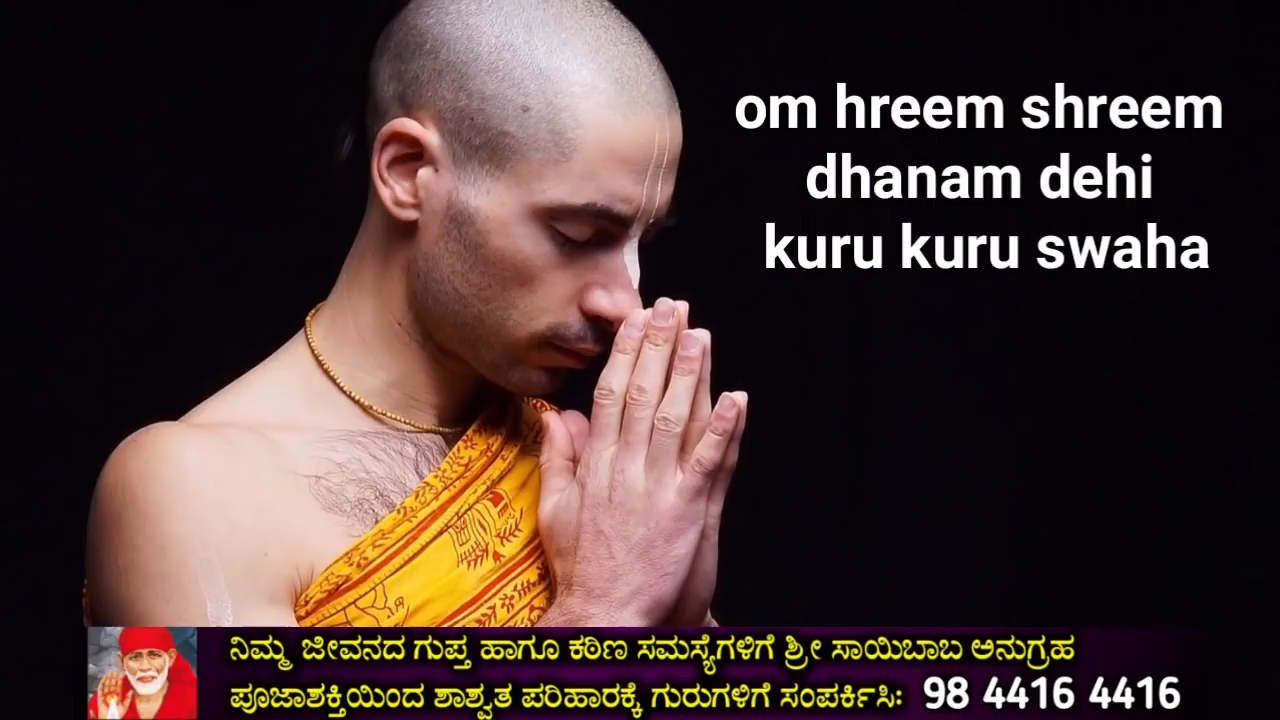 om hreem shreem
dhanam dehi
kuru kuru swaha
ನಿಮ್ಮ ಜೀವನದ ಗುಪ್ತ ಹಾಗೂ ಕಠಿಣ ಸಮಸ್ಯೆಗಳಿಗೆ ಶ್ರೀ ಸಾಯಿಬಾಬ ಅನುಗ್ರಹ
ಪೂಜಾಶಕ್ತಿಯಿಂದ ಶಾಶ್ವತ ಪರಿಹಾರಕ್ಕೆ ಗುರುಗಳಿಗೆ ಸಂಪರ್ಕಿಸಿ: 98 4416 4416